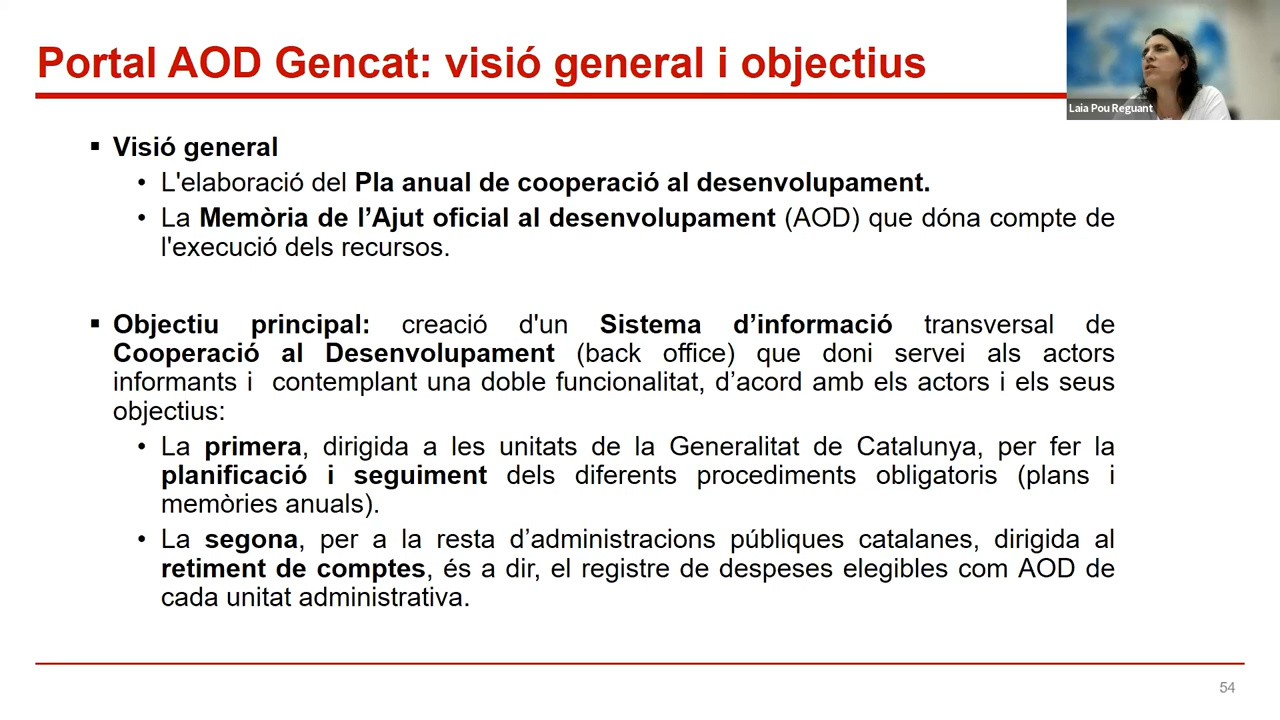 Portal AOD Gencat: visió general i objectius
Laia Pou Reguant
▪ Visió general
• L'elaboració del Pla anual de cooperació al desenvolupament.
• La Memòria de l’Ajut oficial al desenvolupament (AOD) que dóna compte de
l'execució dels recursos.
▪ Objectiu principal: creació d'un Sistema d’informació transversal de
Cooperació al Desenvolupament (back office) que doni servei als actors
informants i contemplant una doble funcionalitat, d’acord amb els actors i els seus
objectius:
• La primera, dirigida a les unitats de la Generalitat de Catalunya, per fer la
planificació i seguiment dels diferents procediments obligatoris (plans i
memòries anuals).
• La segona, per a la resta d’administracions públiques catalanes, dirigida al
retiment de comptes, és a dir, el registre de despeses elegibles com AOD de
cada unitat administrativa.
54